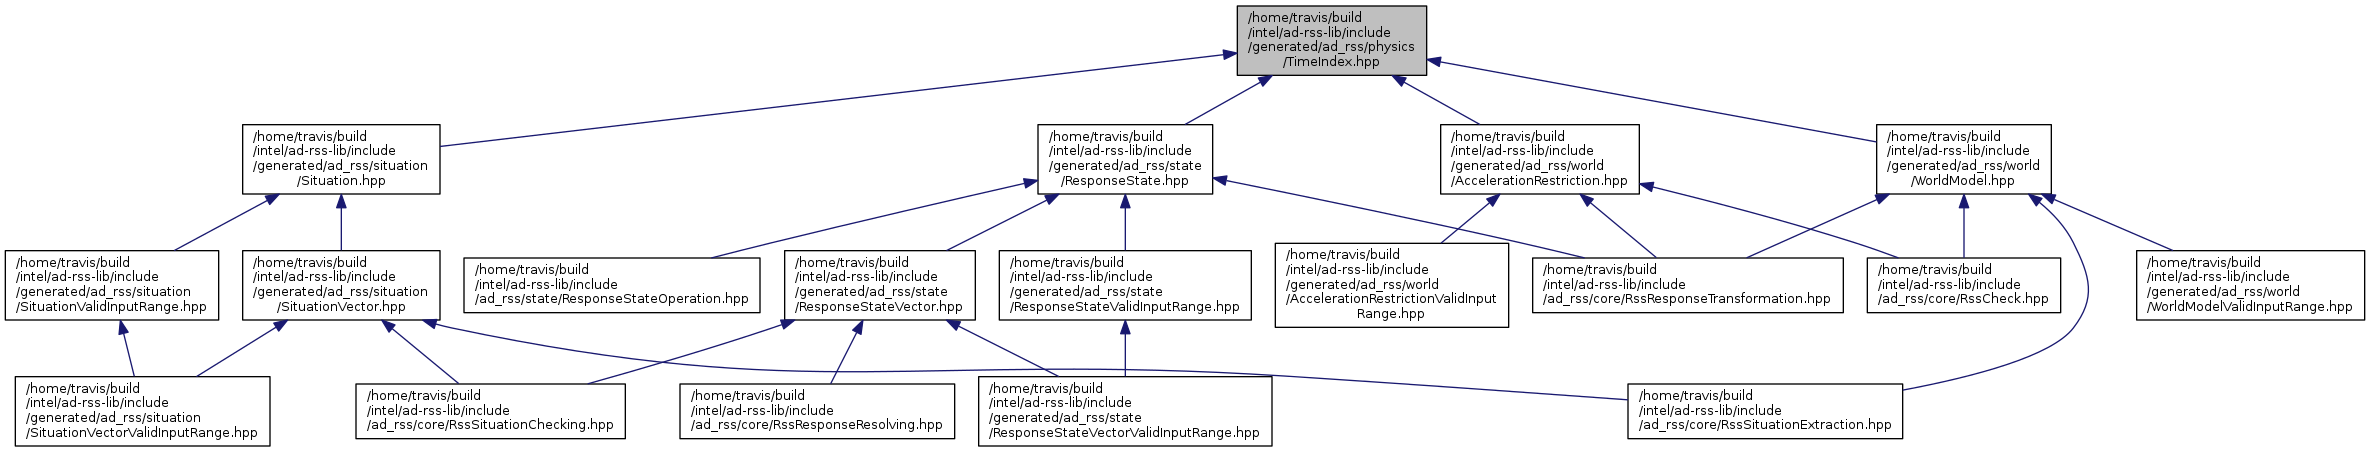 /home/travis/build
/intel/ad-rss-lib/include
/generated/ad_rss/physics
/TimeIndex.hpp
/home/travis/build
/intel/ad-rss-lib/include
/generated/ad_rss/situation
/Situation.hpp
/home/travis/build
/intel/ad-rss-lib/include
/generated/ad_rss/state
/ResponseState.hpp
/home/travis/build
/intel/ad-rss-lib/include
/generated/ad_rss/world
/AccelerationRestriction.hpp
/home/travis/build
/intel/ad-rss-lib/include
/generated/ad_rss/world
/WorldModel.hpp
/home/travis/build
/intel/ad-rss-lib/include
/generated/ad_rss/situation
/SituationValidInputRange.hpp
/home/travis/build
/intel/ad-rss-lib/include
/generated/ad_rss/situation
/SituationVector.hpp
/home/travis/build
/intel/ad-rss-lib/include
/ad_rss/state/ResponseStateOperation.hpp
/home/travis/build
/intel/ad-rss-lib/include
/generated/ad_rss/state
/ResponseStateVector.hpp
/home/travis/build
/intel/ad-rss-lib/include
/generated/ad_rss/state
/ResponseStateValidInputRange.hpp
/home/travis/build
/intel/ad-rss-lib/include
/generated/ad_rss/world
/AccelerationRestrictionValidInput
Range.hpp
/home/travis/build
/intel/ad-rss-lib/include
/ad_rss/core/RssResponseTransformation.hpp
/home/travis/build
/intel/ad-rss-lib/include
/ad_rss/core/RssCheck.hpp
/home/travis/build
/intel/ad-rss-lib/include
/generated/ad_rss/world
/WorldModelValidInputRange.hpp
/home/travis/build
/intel/ad-rss-lib/include
/generated/ad_rss/situation
/SituationVectorValidInputRange.hpp
/home/travis/build
/intel/ad-rss-lib/include
/ad_rss/core/RssSituationChecking.hpp
/home/travis/build
/intel/ad-rss-lib/include
/ad_rss/core/RssResponseResolving.hpp
/home/travis/build
/intel/ad-rss-lib/include
/generated/ad_rss/state
/ResponseStateVectorValidInputRange.hpp
/home/travis/build
/intel/ad-rss-lib/include
/ad_rss/core/RssSituationExtraction.hpp